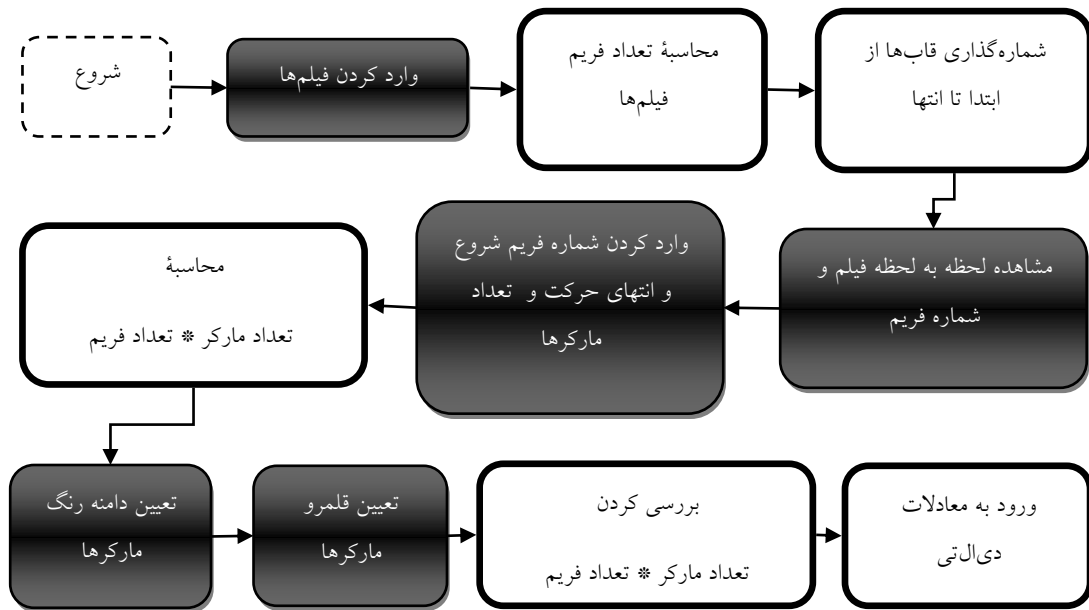 شروع
وارد کردن فیلم‌ها
محاسبۀ تعداد فریم
فیلم‌ها
شماره‌گذاری قاب‌ها از
ابتدا تا انتها
مشاهده لحظه به لحظه فیلم و
شماره فریم
وارد کردن شماره فریم شروع
و انتهای حرکت و تعداد
مارکرها
محاسبۀ
تعداد مارکر * تعداد فریم
تعیین دامنه رنگ
مارکرها
تعیین قلمرو
مارکرها
بررسی کردن
تعداد مارکر * تعداد فریم
ورود به معادلات
دی‌ال‌تی